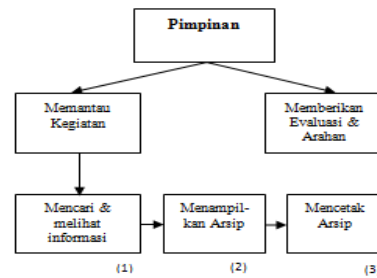 Pimpinan
Memantau
Kegiatan
Memberikan
Evaluasi &
Arahan
Mencari &
melihat
informasi
Menampil-
kan Arsip
Mencetak
Arsip
(1)
(2)
(3